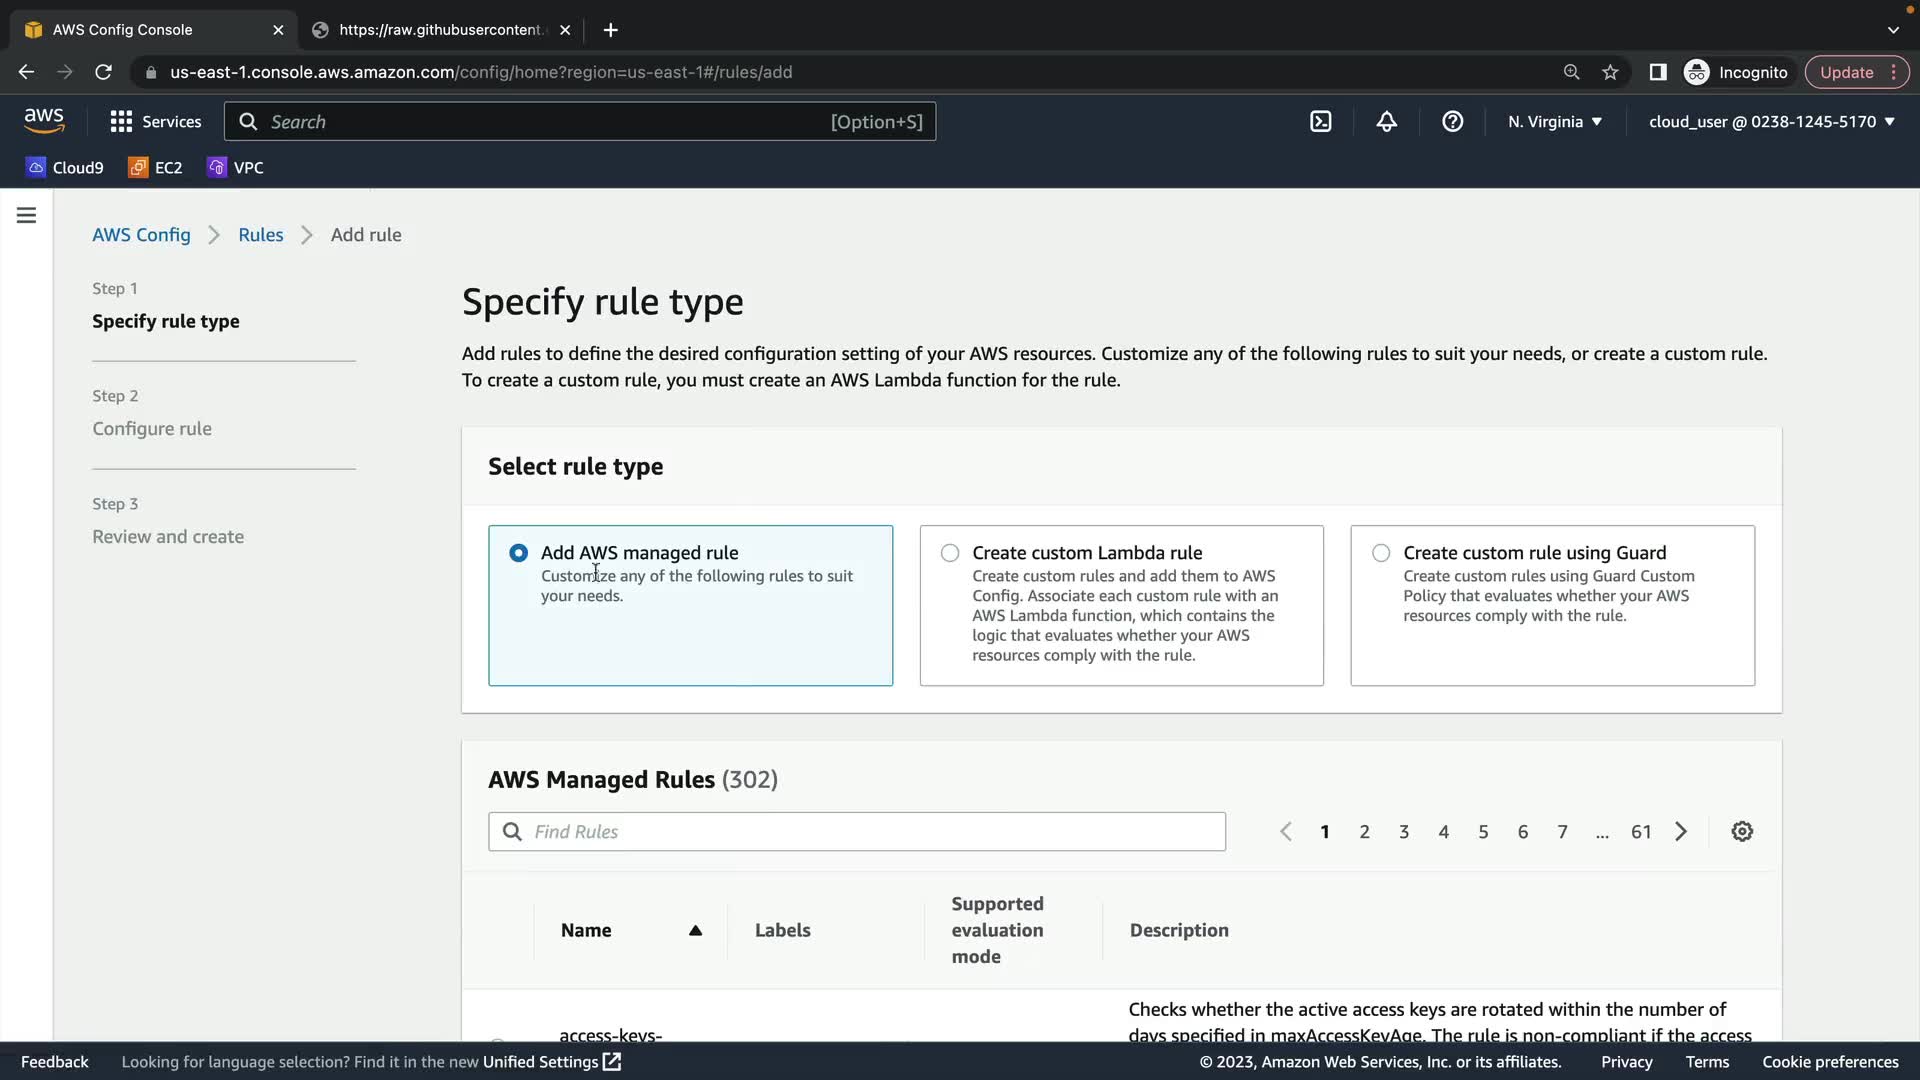 AWS Config Console
https://raw.githubusercontent.
us-east-1.console.aws.amazon.com/config/home?region=us-east-1#/rules/add
Incognito
Update
aws
Services
Search
[Option+S]
N. Virginia
cloud_user @ 0238-1245-5170
Cloud9
EC2
VPC
AWS Config
Rules
Add rule
Step 1
Specify rule type
Step 2
Configure rule
Step 3
Review and create
Specify rule type
Add rules to define the desired configuration setting of your AWS resources. Customize any of the following rules to suit your needs, or create a custom rule.
To create a custom rule, you must create an AWS Lambda function for the rule.
Select rule type
Add AWS managed rule
Customize any of the following rules to suit
your needs.
Create custom Lambda rule
Create custom rules and add them to AWS
Config. Associate each custom rule with an
AWS Lambda function, which contains the
logic that evaluates whether your AWS
resources comply with the rule.
Create custom rule using Guard
Create custom rules using Guard Custom
Policy that evaluates whether your AWS
resources comply with the rule.
AWS Managed Rules (302)
Find Rules
1 2 3 4 5 6 7 ... 61
Name
Labels
Supported
evaluation
mode
Description
access-keys-
Checks whether the active access keys are rotated within the number of
days specified in maxAccessKeyAge. The rule is non-compliant if the access
Feedback
Looking for language selection? Find it in the new Unified Settings
© 2023, Amazon Web Services, Inc. or its affiliates.
Privacy
Terms
Cookie preferences